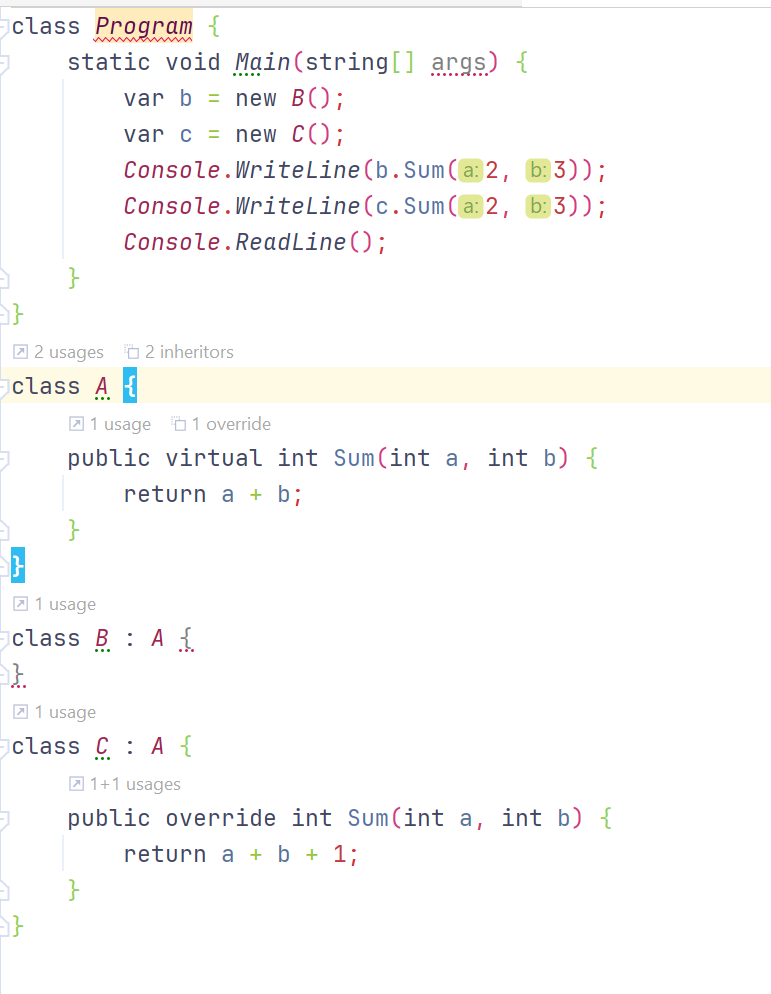 class Program {
    static void Main(string[] args) {
        var b = new B();
        var c = new C();
        Console.WriteLine(b.Sum(a:2, b:3));
        Console.WriteLine(c.Sum(a:2, b:3));
        Console.ReadLine();
    }
}
2 usages 2 inheritors
class A {
    1 usage 1 override
    public virtual int Sum(int a, int b) {
        return a + b;
    }
}
1 usage
class B : A {
}
1 usage
class C : A {
    1+1 usages
    public override int Sum(int a, int b) {
        return a + b + 1;
    }
}